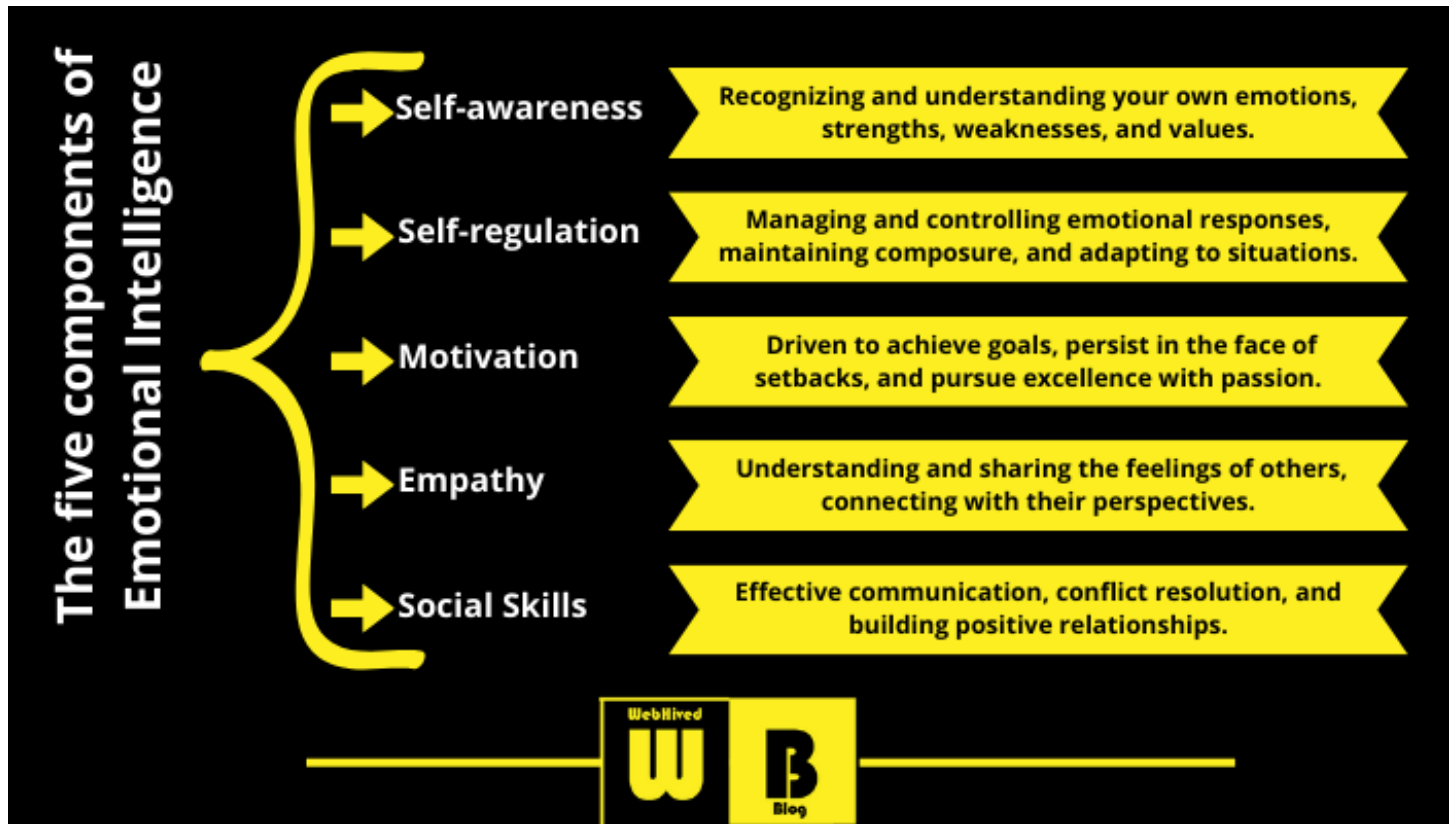 The five components of
Emotional Intelligence
Self-awareness
Recognizing and understanding your own emotions,
strengths, weaknesses, and values.
Self-regulation
Managing and controlling emotional responses,
maintaining composure, and adapting to situations.
Motivation
Driven to achieve goals, persist in the face of
setbacks, and pursue excellence with passion.
Empathy
Understanding and sharing the feelings of others,
connecting with their perspectives.
Social Skills
Effective communication, conflict resolution, and
building positive relationships.
WebHived
W
B
Blog